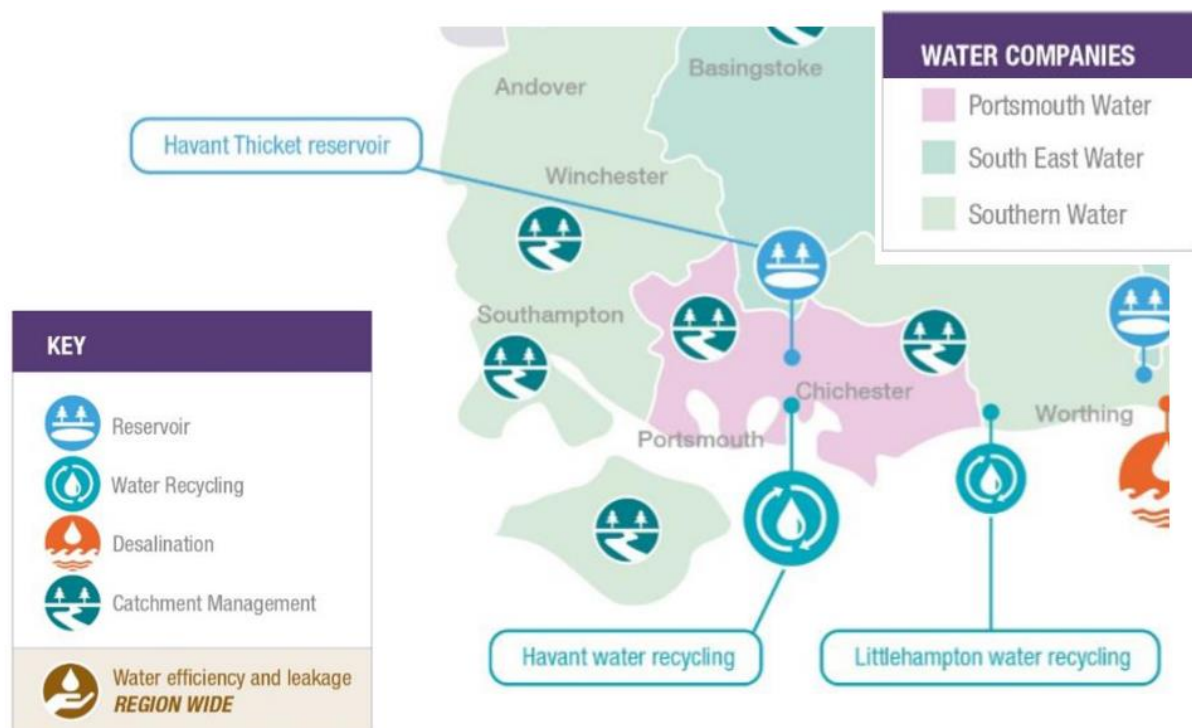 WATER COMPANIES
Portsmouth Water
South East Water
Southern Water
Basingstoke
Andover
Havant Thicket reservoir
Winchester
Southampton
Chichester
Worthing
Portsmouth
KEY
Reservoir
Water Recycling
Desalination
Catchment Management
Water efficiency and leakage
REGION WIDE
Havant water recycling
Littlehampton water recycling